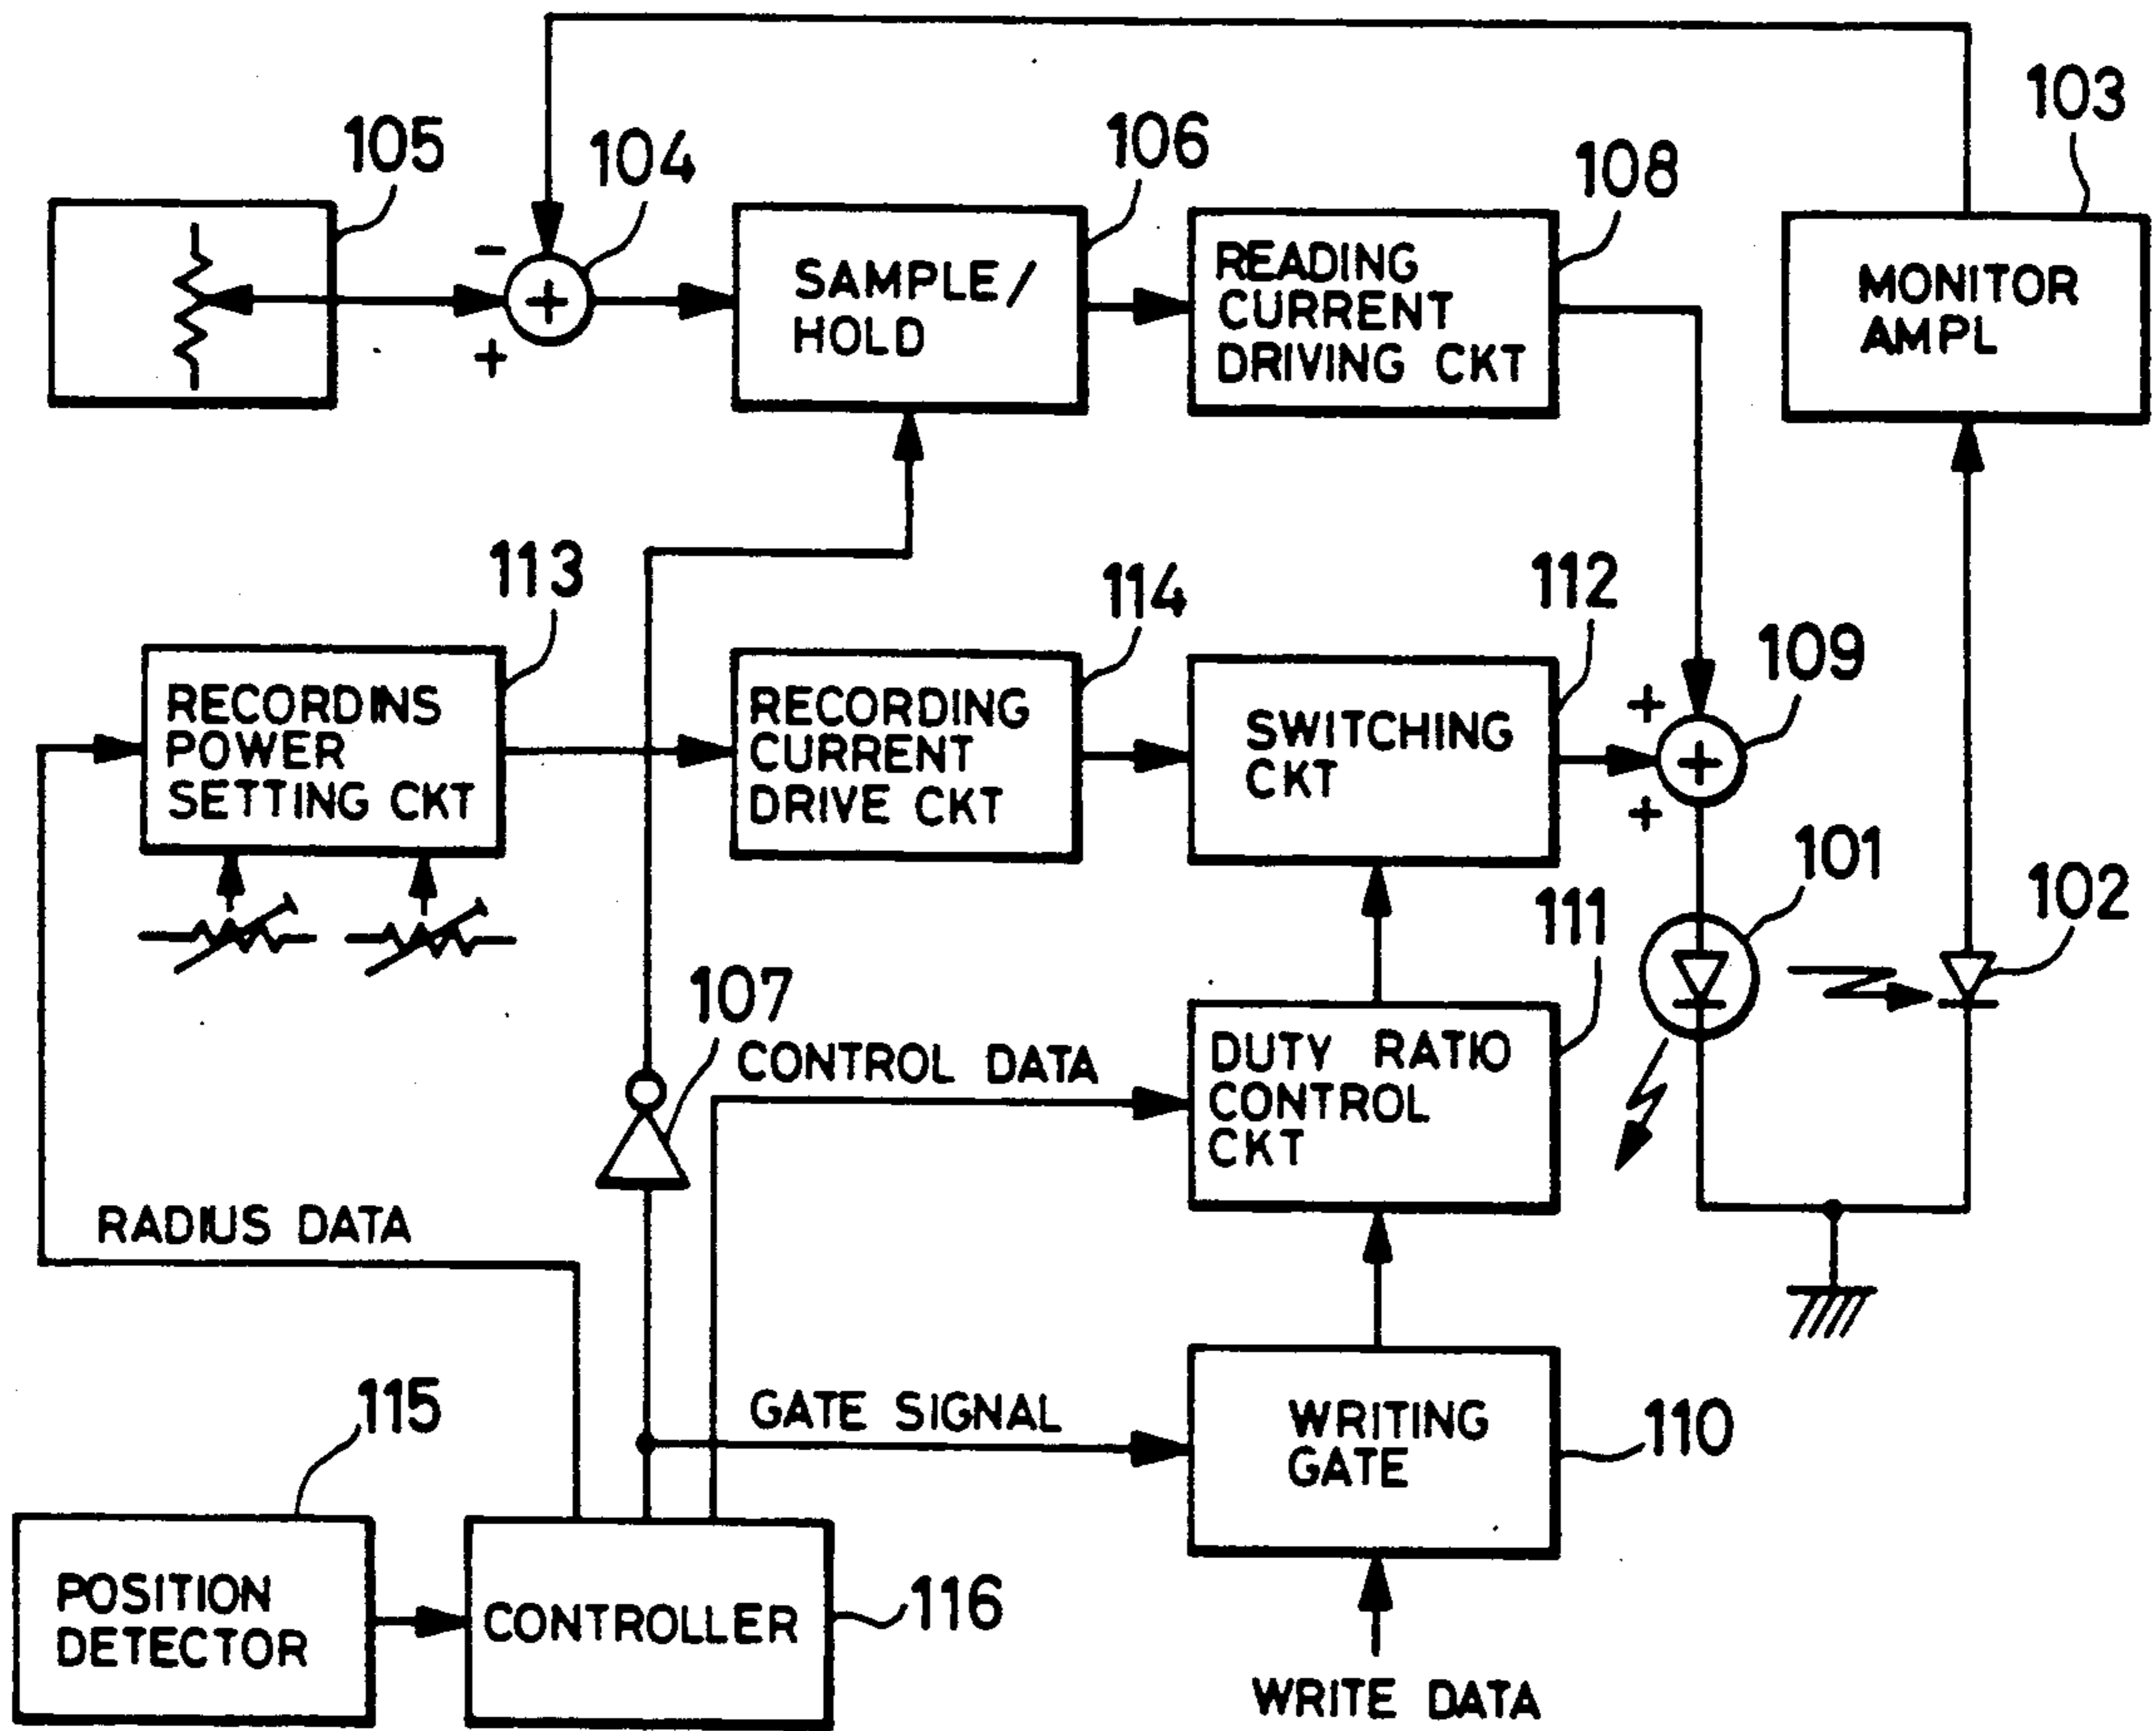 103
105
104
106
108
-
+
SAMPLE/
HOLD
READING
CURRENT
DRIVING CKT
MONITOR
AMPL
+
113
114
112
109
RECORDINS
POWER
SETTING CKT
RECORDING
CURRENT
DRIVE CKT
SWITCHING
CKT
+
+
+
101
102
111
107
CONTROL DATA
DUTY RATIO
CONTROL
CKT
RADIUS DATA
115
GATE SIGNAL
WRITING
GATE
110
POSITION
DETECTOR
CONTROLLER
116
WRITE DATA